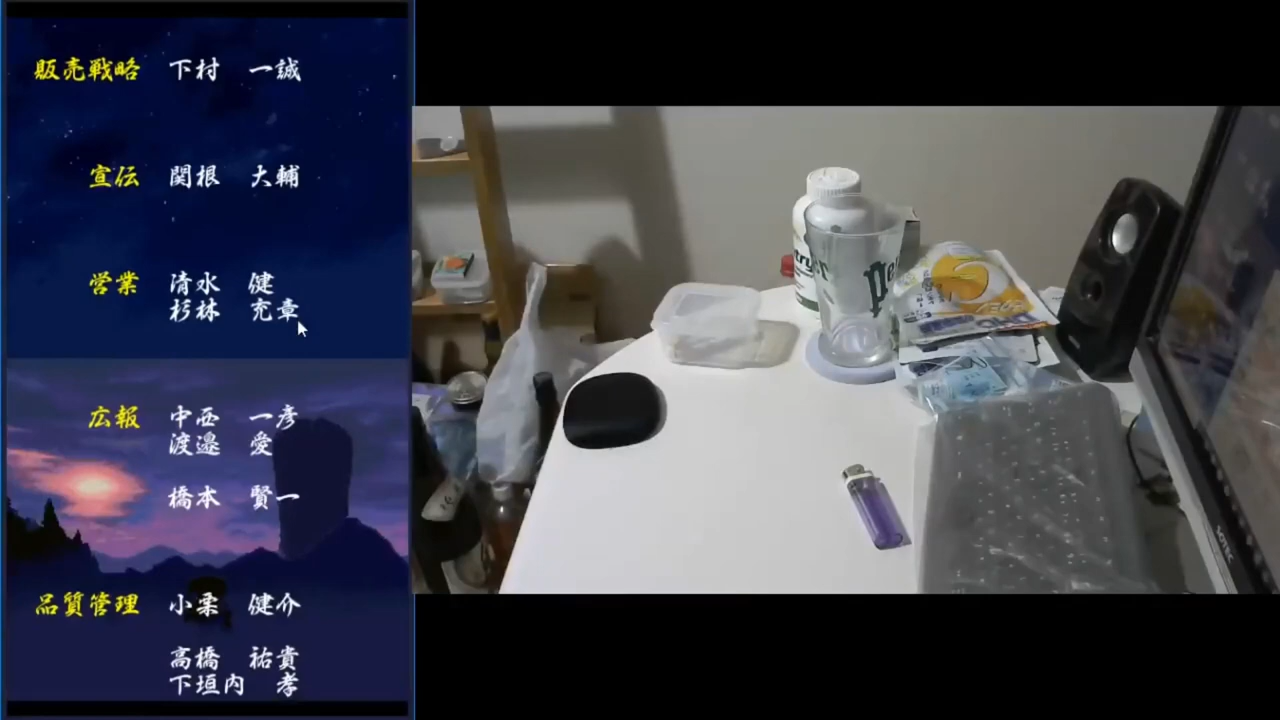 販売戦略 下村 一誠
宣伝 関根 大輔
営業 清水 健
杉林 充章
広報 中西 一彦
渡邉 愛
橋本 賢一
品質管理 小栗 健介
高橋 祐貴
下垣内 孝
SOTEC